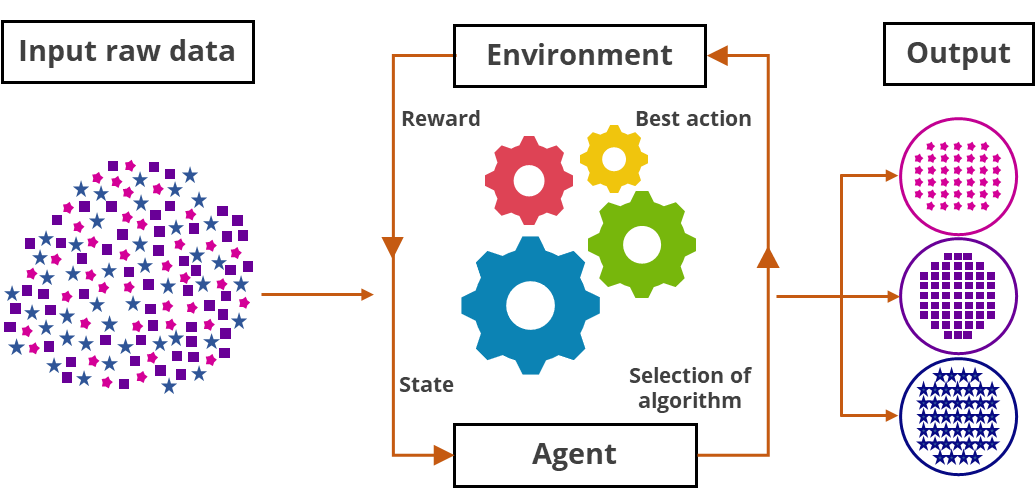 Input raw data
Environment
Output
Reward
Best action
State
Selection of
algorithm
Agent